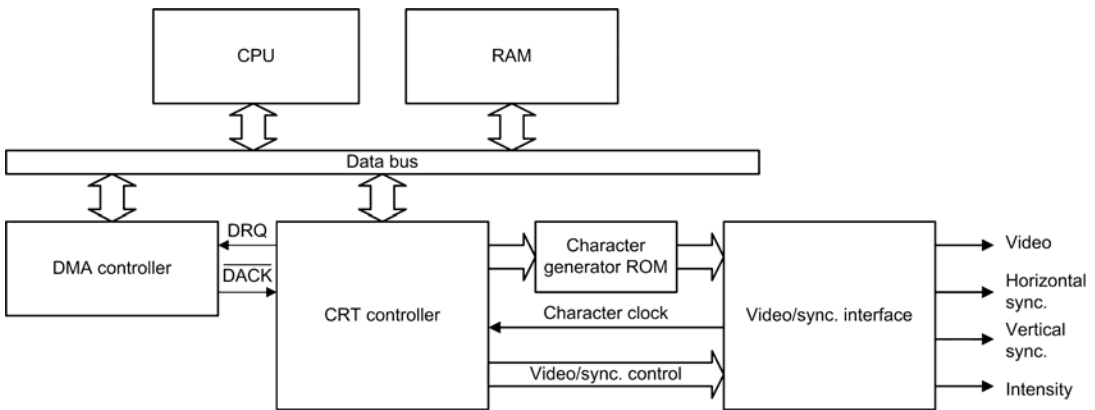 CPU
RAM
Data bus
DRQ
DMA controller
DACK
CRT controller
Character
generator ROM
Character clock
Video/sync. control
Video/sync. interface
Video
Horizontal
sync.
Vertical
sync.
Intensity